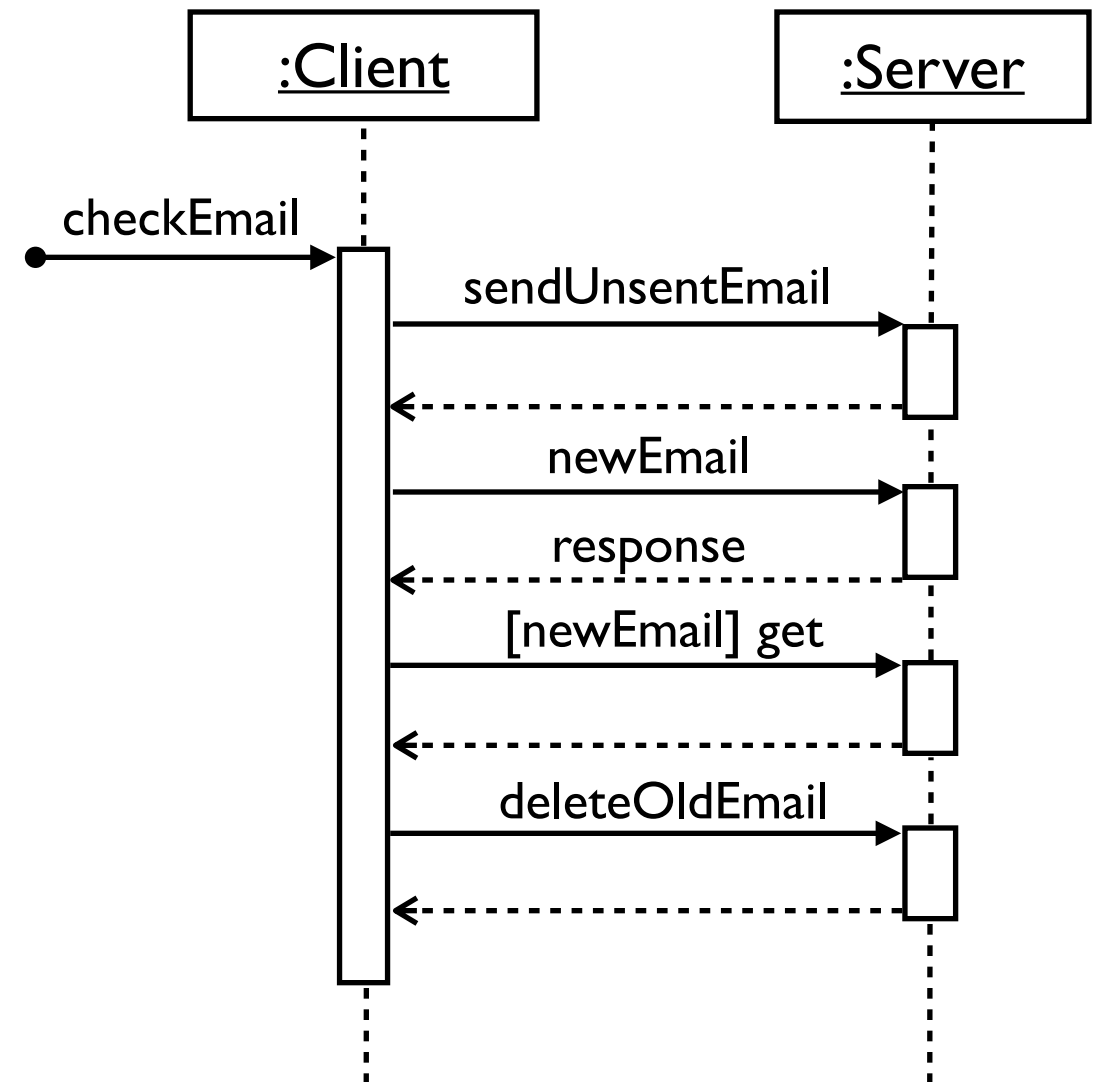 :Client
:Server
checkEmail
sendUnsentEmail
newEmail
response
[newEmail] get
deleteOldEmail